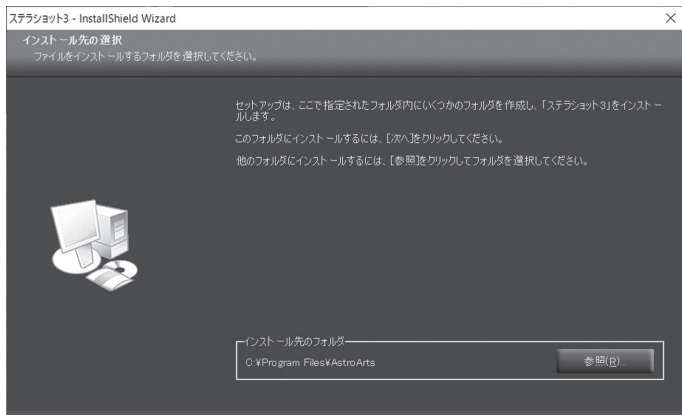 ステラショット3 - InstallShield Wizard
インストール先の選択
ファイルをインストールするフォルダを選択してください。
セットアップは、ここで指定されたフォルダ内にいくつかのフォルダを作成し、「ステラショット3」をインストー
ルします。
このフォルダにインストールするには、[次へ]をクリックしてください。
他のフォルダにインストールするには、[参照]をクリックしてフォルダを選択してください。
インストール先のフォルダ
C:¥Program Files¥AstroArts
参照(R)...